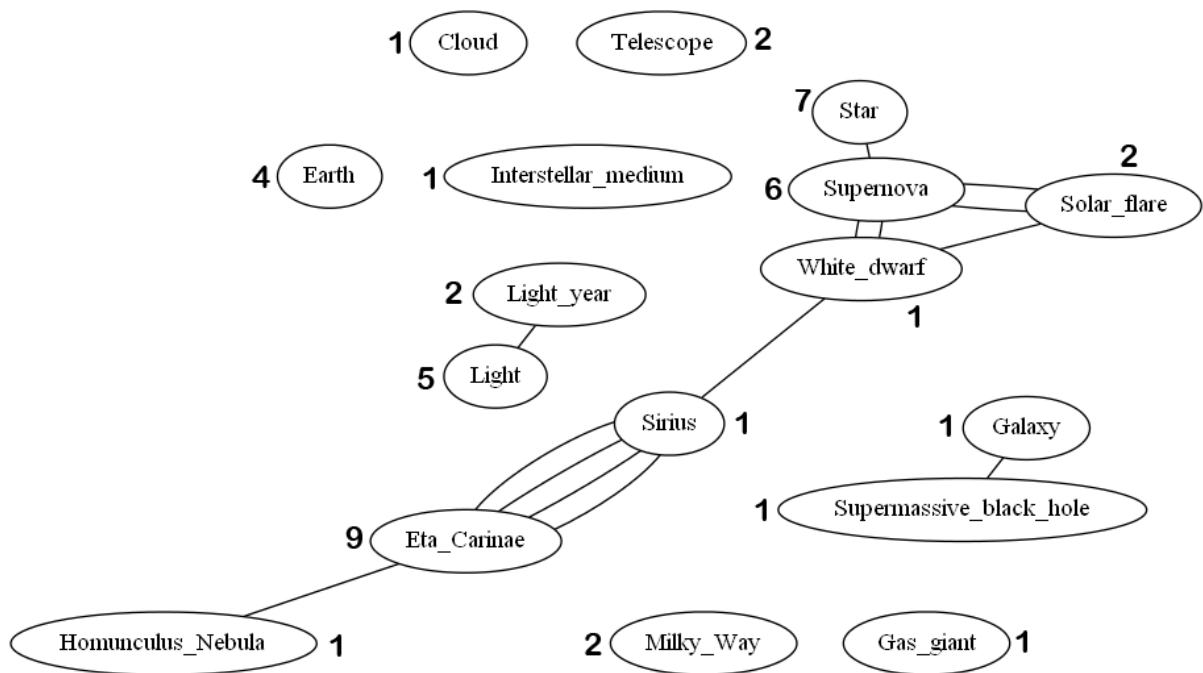 1 Cloud
Telescope 2
7 Star
4 Earth
1 Interstellar_medium
6 Supernova
2
Solar_flare
White_dwarf
1
2 Light_year
5 Light
Sirius 1
1 Galaxy
1 Supermassive_black_hole
9 Eta_Carinae
Homunculus_Nebula 1
2 Milky_Way
Gas_giant 1